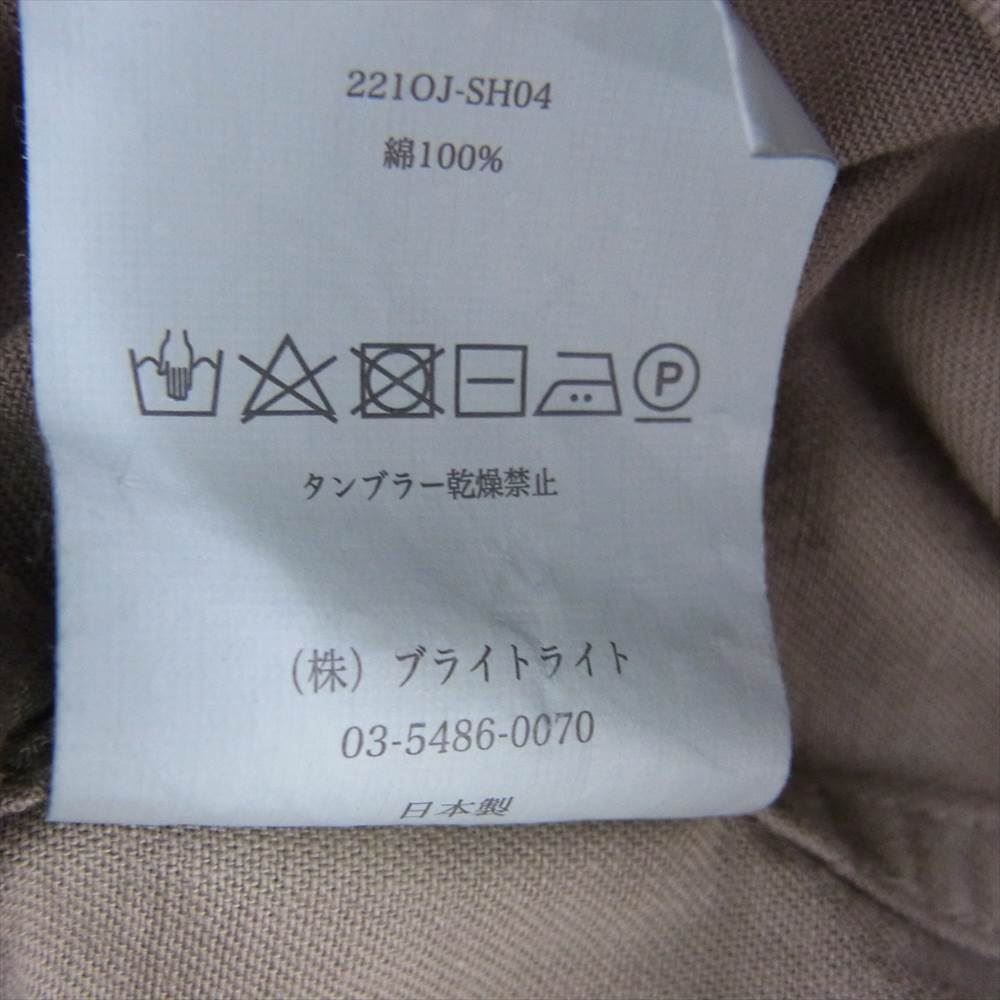 221OJ-SH04
綿100%
P
タンブラー乾燥禁止
(株) ブライトライト
03-5486-0070
日本製